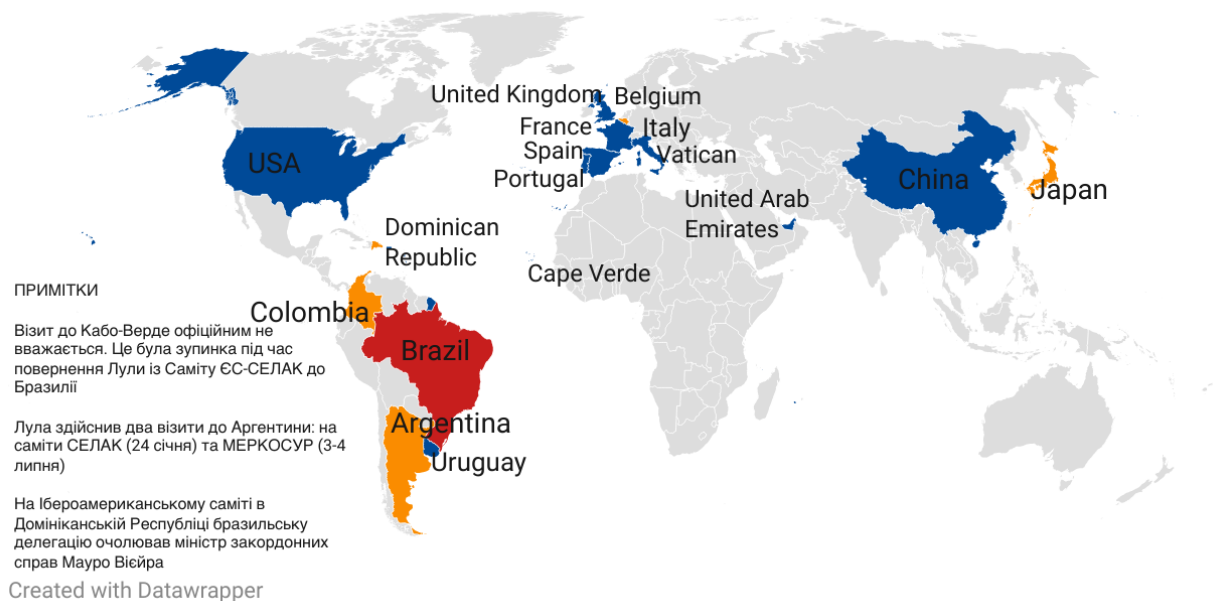 United Kingdom
Belgium
France
Italy
Spain
Vatican
Portugal
USA
China
Japan
United Arab
Emirates
Dominican
Republic
Cape Verde
Colombia
Brazil
Argentina
Uruguay
ПРИМІТКИ
Візит до Кабо-Верде офіційним не
вважається. Це була зупинка під час
повернення Лули із Саміту ЄС-СЕЛАК до
Бразилії
Лула здійснив два візити до Аргентини: на
саміти СЕЛАК (24 січня) та МЕРКОСУР (3-4
липня)
На Ібероамериканському саміті в
Домініканській Республіці бразильську
делегацію очолював міністр закордонних
справ Мауро Вієйра
Created with Datawrapper